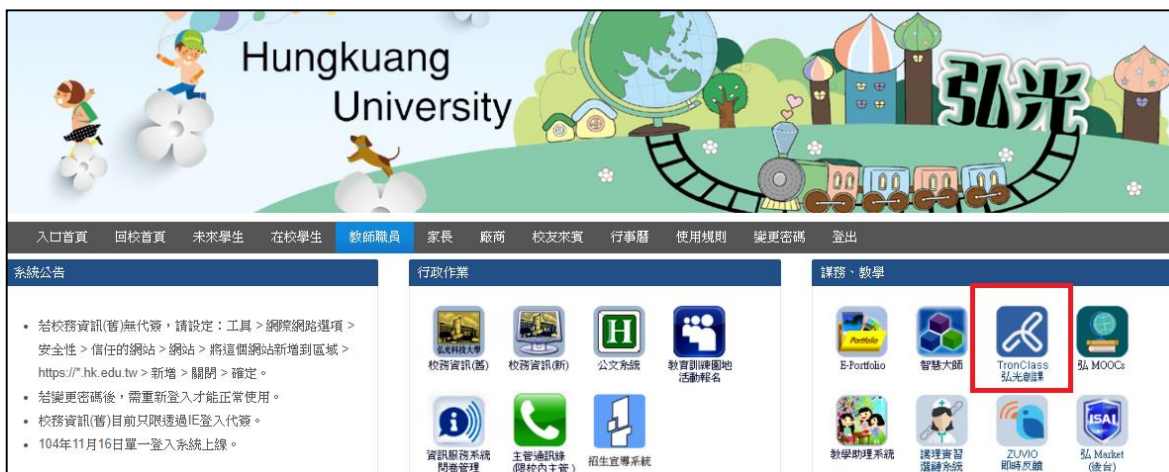 Hungkuang
University
弘光
入口首頁 回校首頁 未來學生 在校學生 教師職員 家長 廠商 校友來賓 行事曆 使用規則 變更密碼 登出
系統公告
若校務資訊(舊)無代簽，請設定：工具 > 網際網路選項 >
安全性 > 信任的網站 > 網站 > 將這個網站新增到區域 >
https://*.hk.edu.tw > 新增 > 關閉 > 確定。
若變更密碼後，需重新登入才能正常使用。
校務資訊(舊)目前只限透過IE登入代簽。
104年11月16日單一登入系統上線。
行政作業
弘光科技大學
H
校務資訊(舊) 校務資訊(新) 公文系統 教育訓練園地
活動報名
資訊服務系統
問卷管理
主管通訊錄
(限校內主管)
招生宣導系統
課務、教學
Portfolio
E-Portfolio 智慧大師 TronClass
弘光創課
弘 MOOCs
ISAL
教學助理系統 護理實習
選填系統
ZUVIO
即時反饋
弘 Market
(後台)